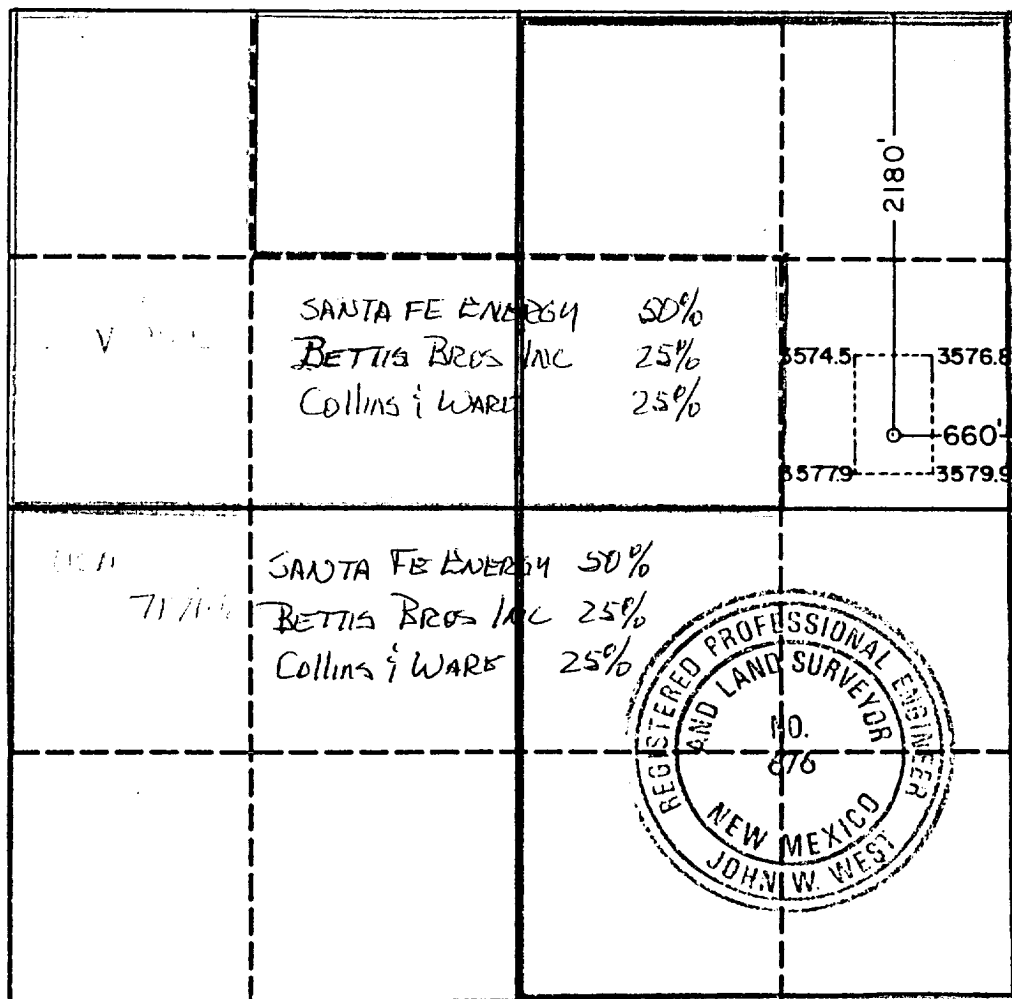 2180'
SANTA FE ENERGY 50%
BETTIS BROS INC 25%
Collins & WARE 25%
3574.5 3576.8
660'
3577.9 3579.9
SANTA FE ENERGY 50%
BETTIS BROS INC 25%
Collins & WARE 25%
REGISTERED PROFESSIONAL ENGINEER
AND LAND SURVEYOR
NO.
676
NEW MEXICO
JOHN W. WEST